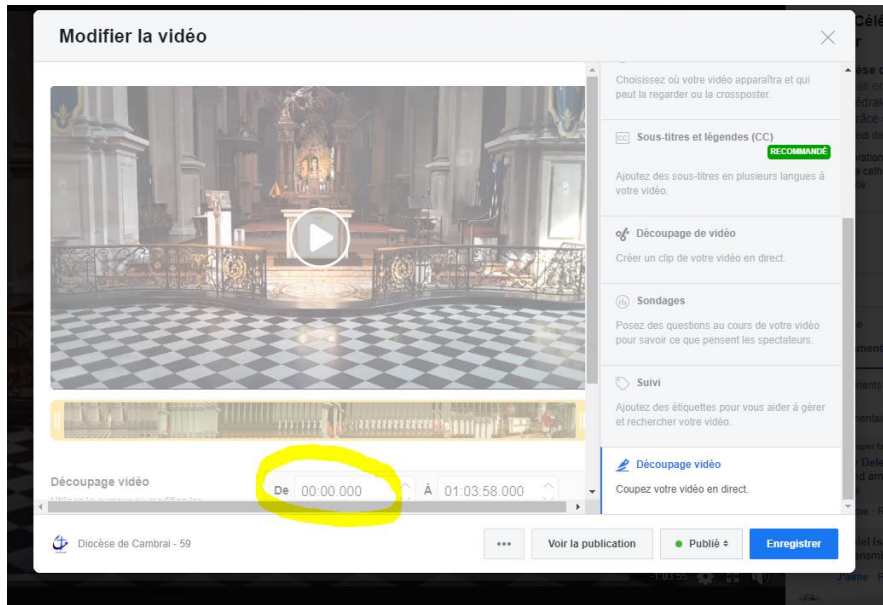 Modifier la vidéo
Choisissez où votre vidéo apparaîtra et qui
peut la regarder ou la crossposter.
CC Sous-titres et légendes (CC)
RECOMMANDÉ
Ajoutez des sous-titres en plusieurs langues à
votre vidéo.
Découpage de vidéo
Créer un clip de votre vidéo en direct.
Sondages
Posez des questions au cours de votre vidéo
pour savoir ce que pensent les spectateurs.
Suivi
Ajoutez des étiquettes pour vous aider à gérer
et rechercher votre vidéo.
Découpage vidéo
Coupez votre vidéo en direct.
Découpage vidéo
De 00:00.000 À 01:03:58.000
Diocèse de Cambrai - 59
Voir la publication
Publié
Enregistrer
-1:03:55
J'aime